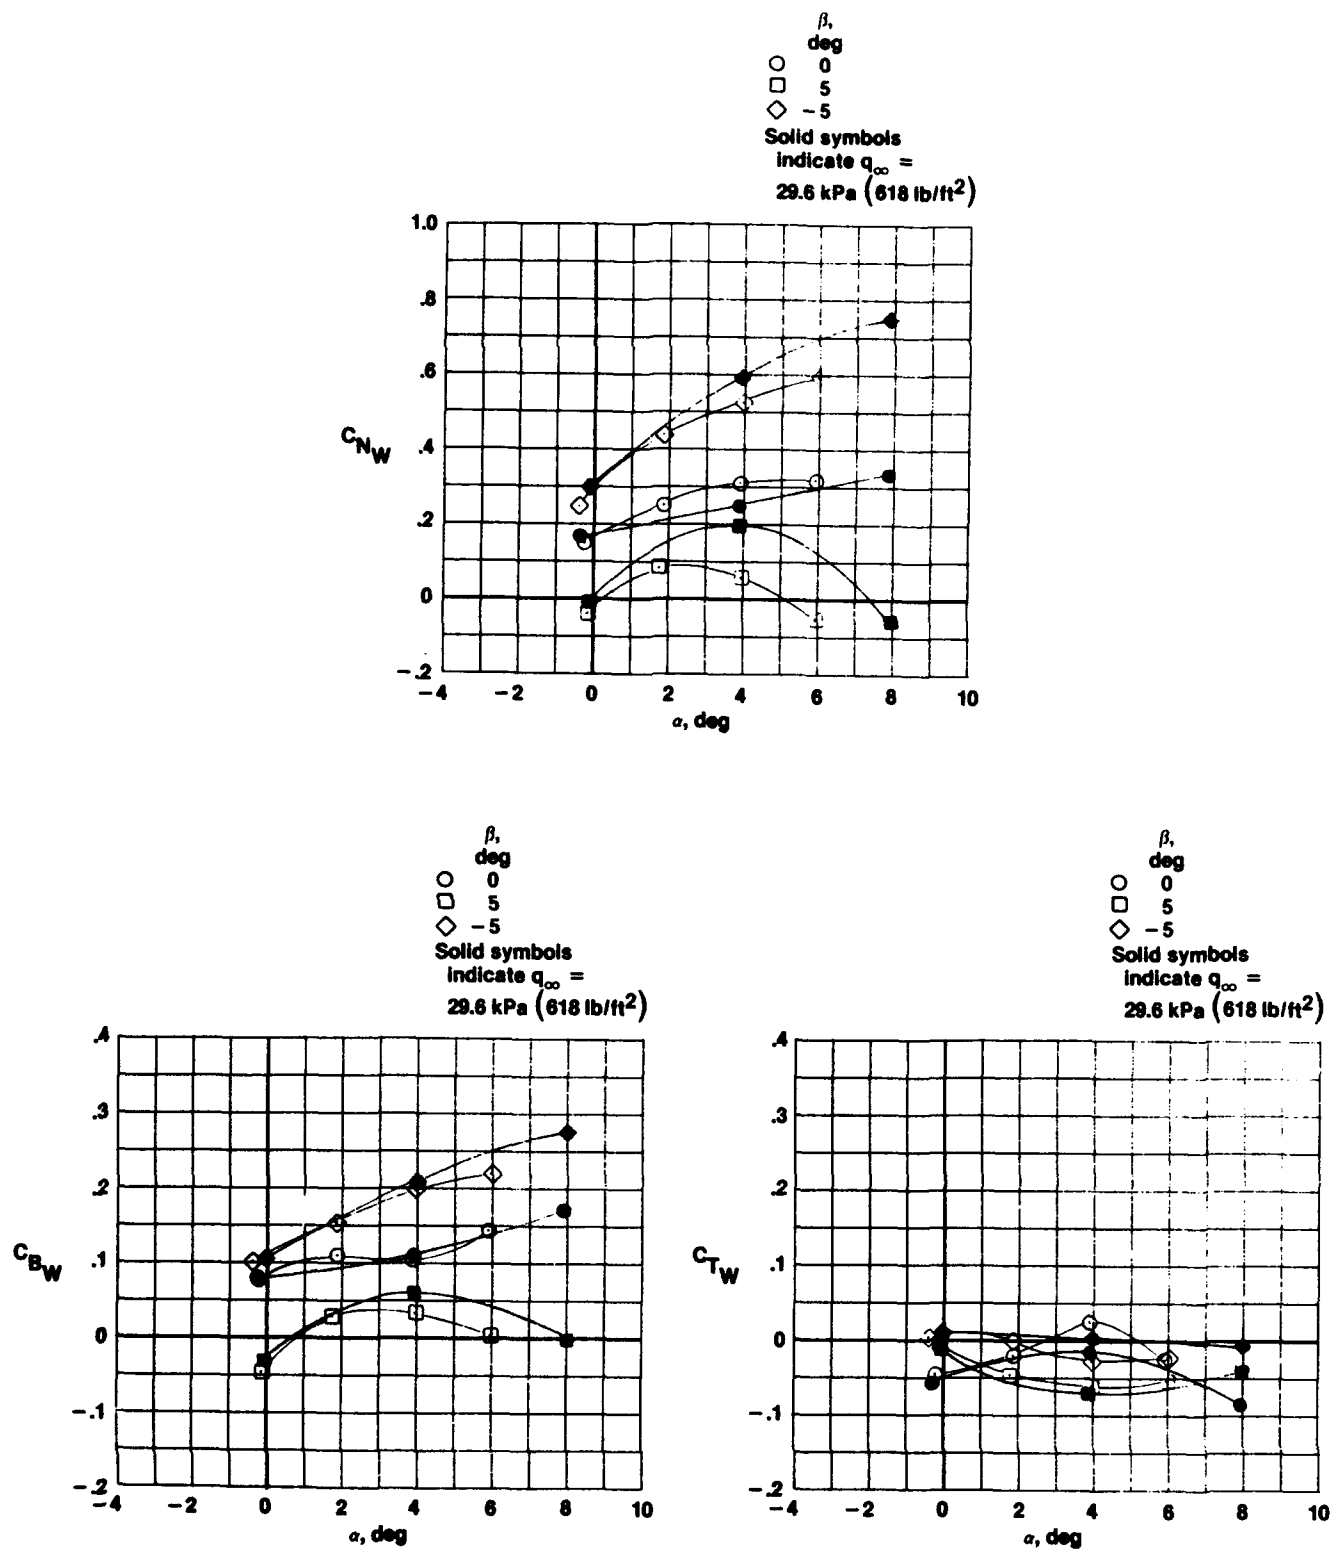 β,
deg
0
5
−5
Solid symbols
indicate q∞ =
29.6 kPa (618 lb/ft2)
1.0
.8
.6
.4
.2
0
−.2
CNW
−4 −2 0 2 4 6 8 10
α, deg
β,
deg
0
5
−5
Solid symbols
indicate q∞ =
29.6 kPa (618 lb/ft2)
.4
.3
.2
.1
0
−.1
−.2
CBW
−4 −2 0 2 4 6 8 10
α, deg
β,
deg
0
5
−5
Solid symbols
indicate q∞ =
29.6 kPa (618 lb/ft2)
.4
.3
.2
.1
0
−.1
−.2
CTW
−4 −2 0 2 4 6 8 10
α, deg